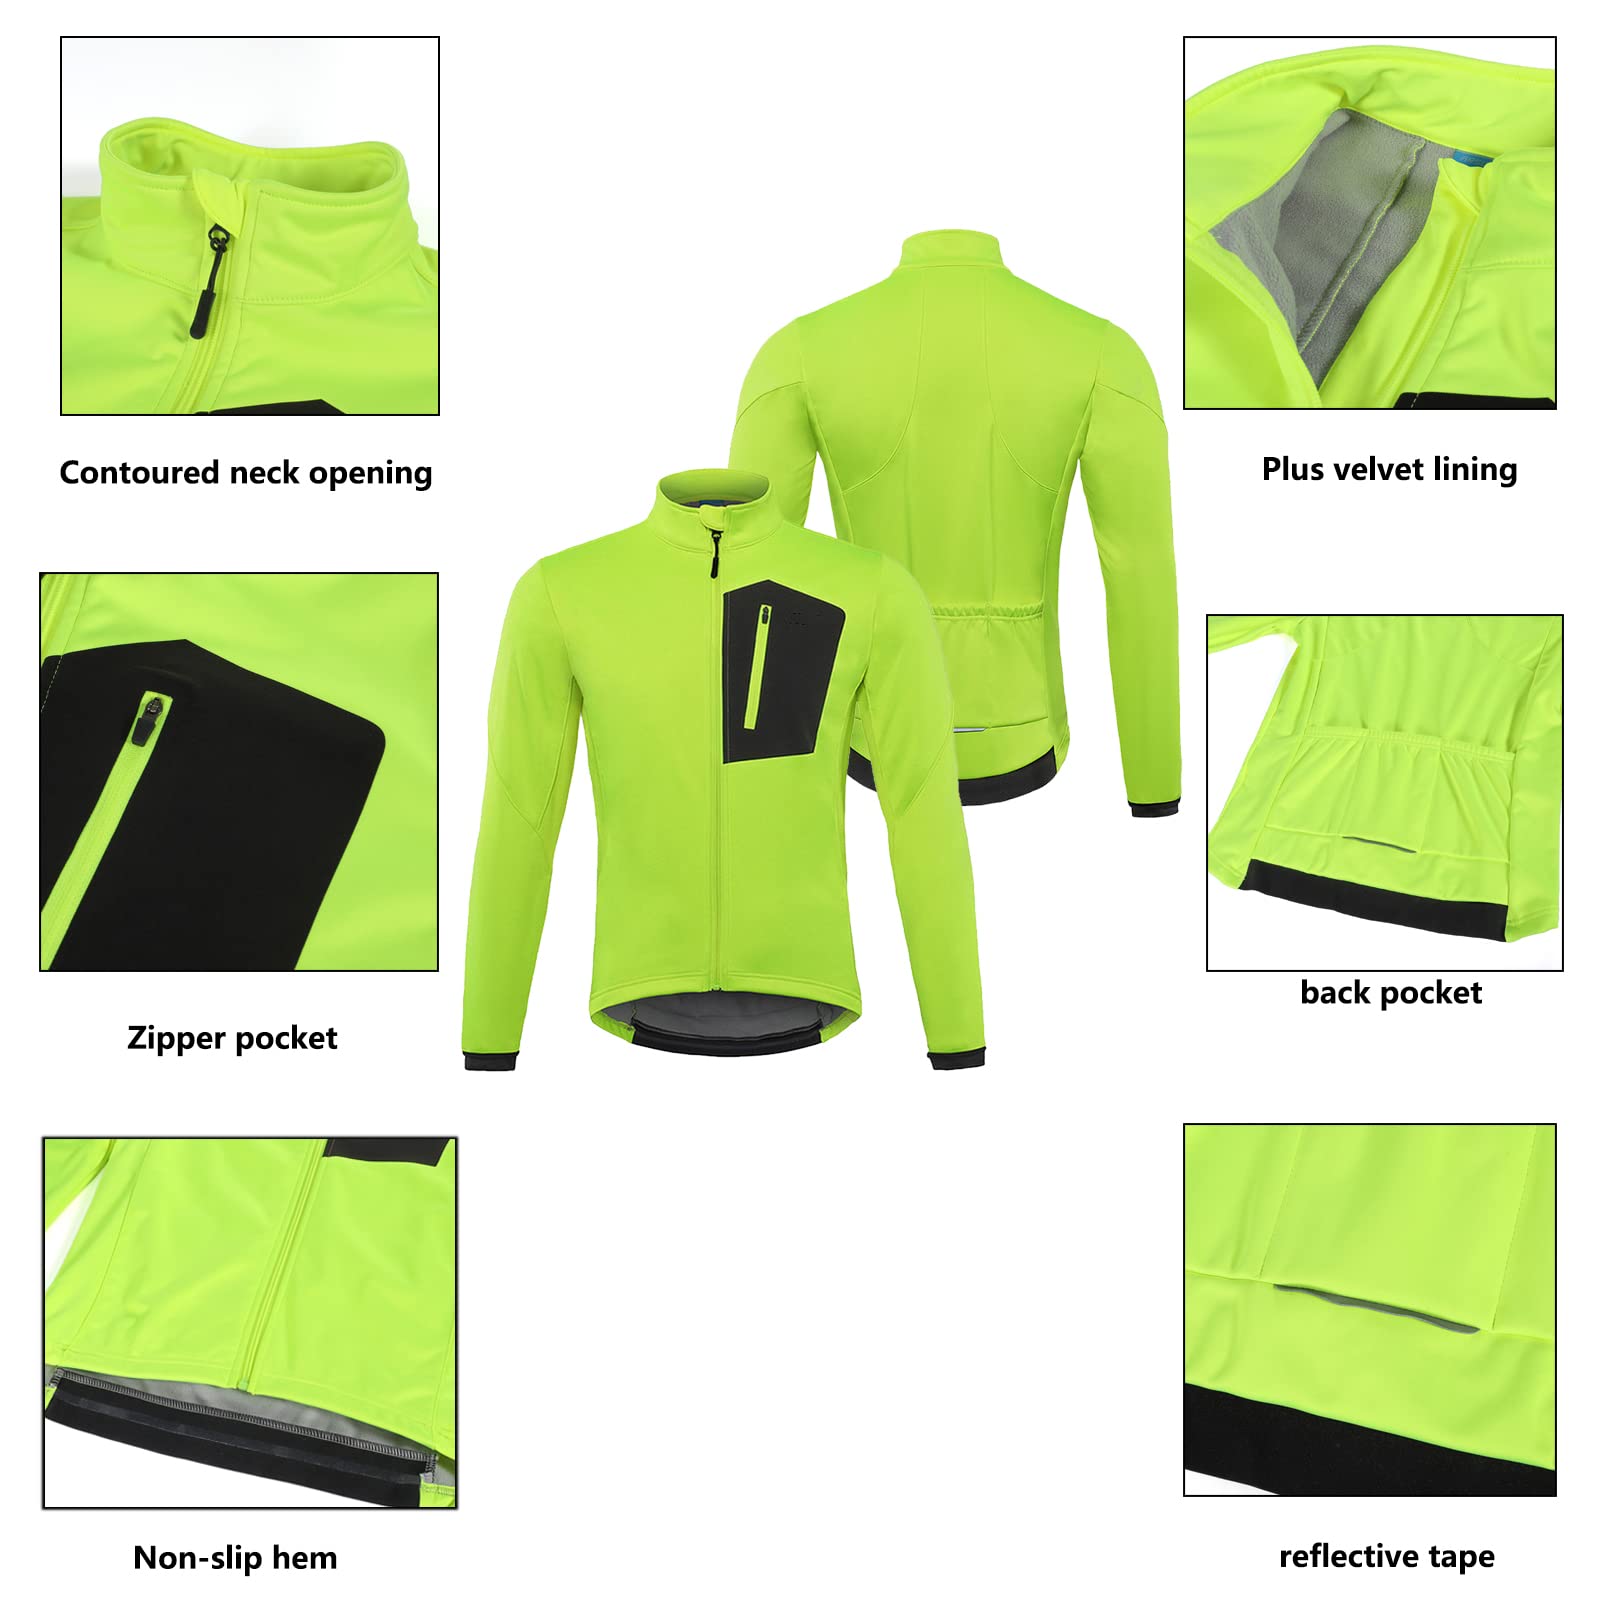 Contoured neck opening
Plus velvet lining
Zipper pocket
back pocket
Non-slip hem
reflective tape